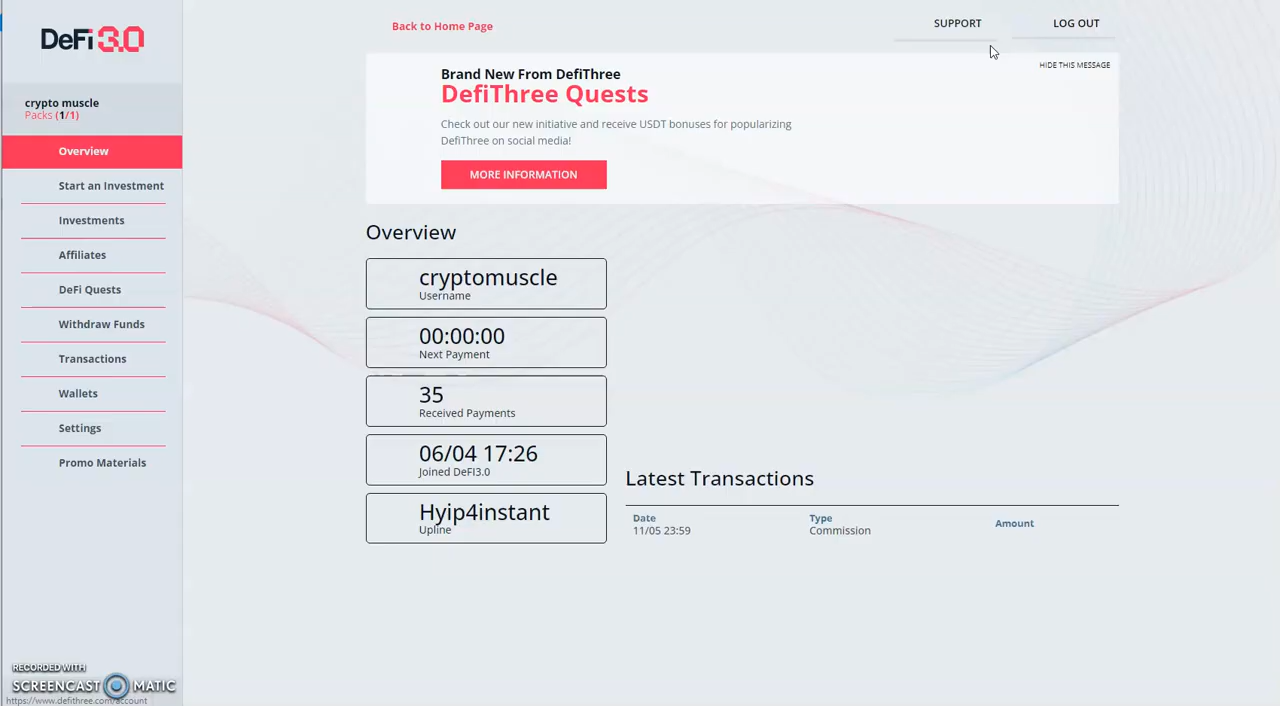 DeFi 3.0
crypto muscle
Packs (1/1)
Overview
Start an Investment
Investments
Affiliates
DeFi Quests
Withdraw Funds
Transactions
Wallets
Settings
Promo Materials
RECORDED WITH
SCREENCAST MATIC
https://www.defithree.com/account
Back to Home Page
SUPPORT
LOG OUT
HIDE THIS MESSAGE
Brand New From DefiThree
DefiThree Quests
Check out our new initiative and receive USDT bonuses for popularizing
DefiThree on social media!
MORE INFORMATION
Overview
cryptomuscle
Username
00:00:00
Next Payment
35
Received Payments
06/04 17:26
Joined DeFI3.0
Hyip4instant
Upline
Latest Transactions
Date
11/05 23:59
Type
Commission
Amount